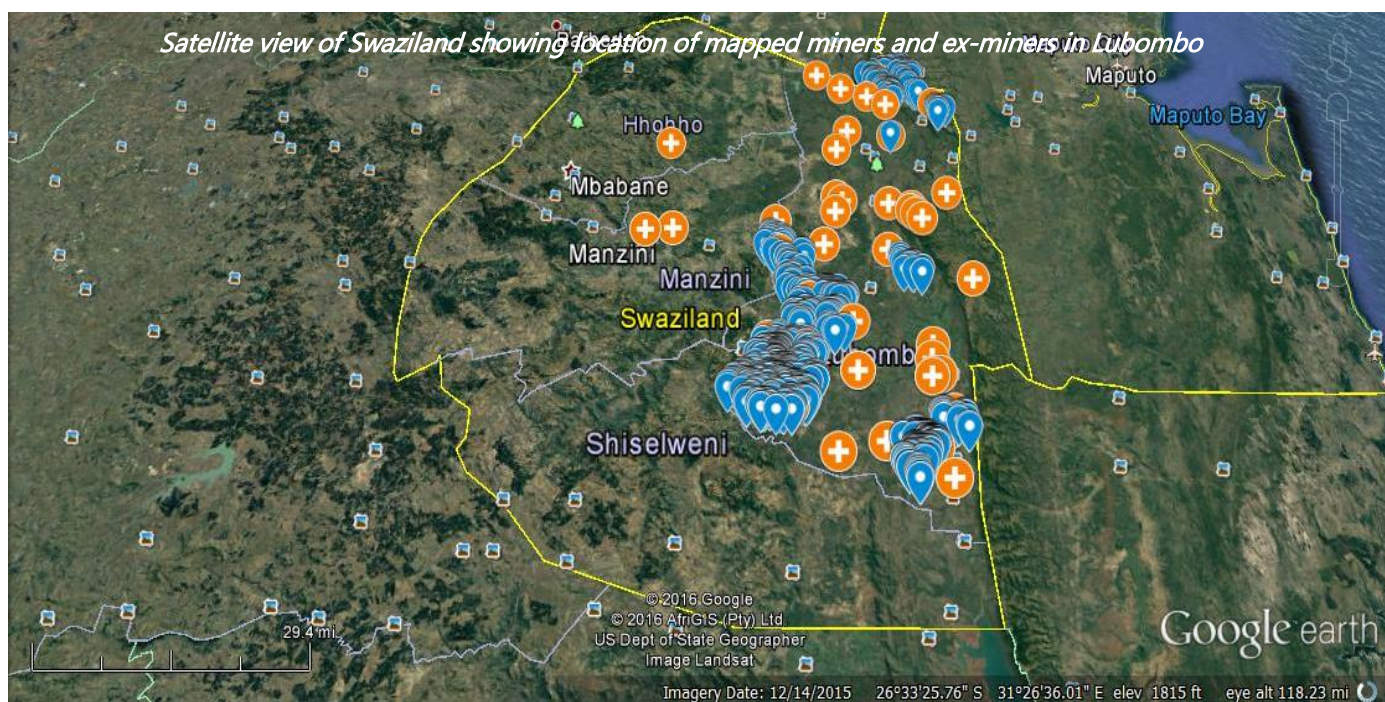 Satellite view of Swaziland showing location of mapped miners and ex-miners in Lubombo
Maputo
Maputo Bay
Hhohho
Mbabane
Manzini
Manzini
Swaziland
Shiselweni
© 2016 Google
© 2016 AfriGIS (Pty) Ltd
US Dept of State Geographer
Image Landsat
29.4 mi
Google earth
Imagery Date: 12/14/2015 26°33'25.76" S 31°26'36.01" E elev 1815 ft eye alt 118.23 mi